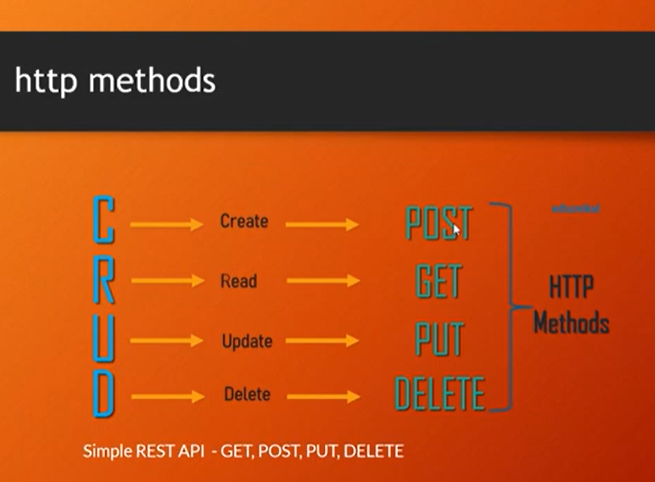 http methods
C Create POST
R Read GET
U Update PUT
D Delete DELETE
HTTP
Methods
Simple REST API - GET, POST, PUT, DELETE